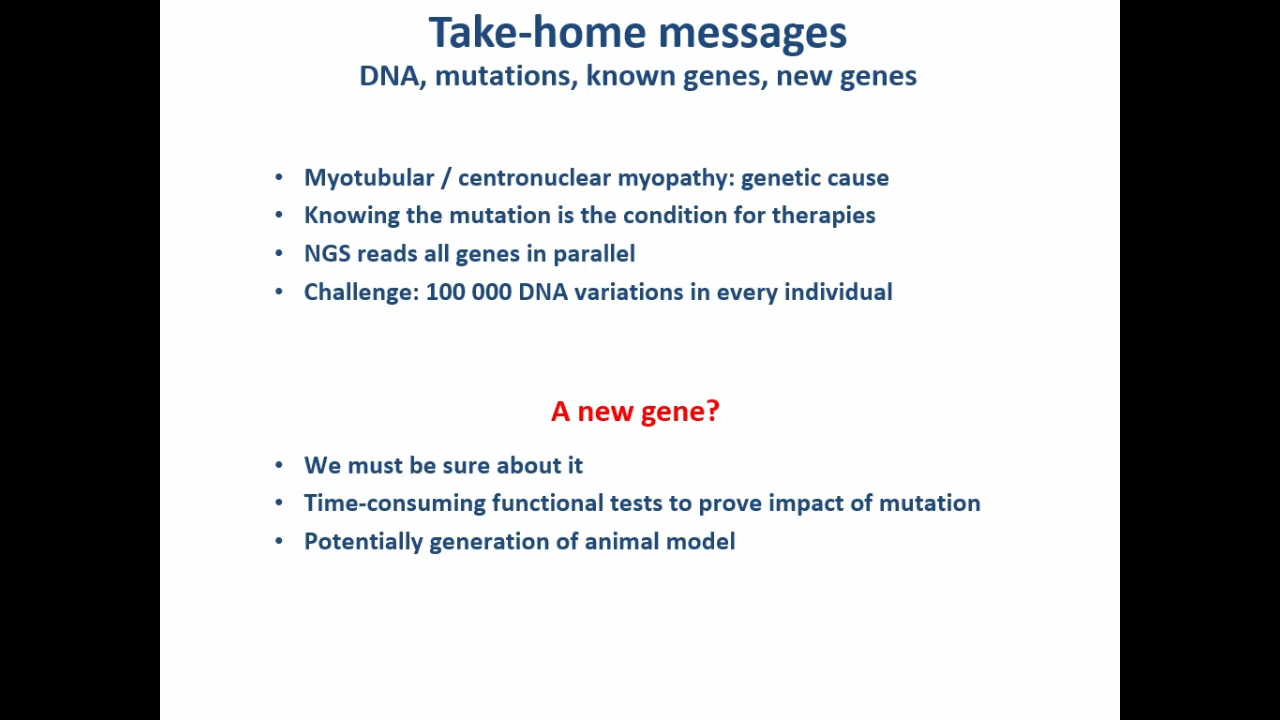 Take-home messages
DNA, mutations, known genes, new genes
• Myotubular / centronuclear myopathy: genetic cause
• Knowing the mutation is the condition for therapies
• NGS reads all genes in parallel
• Challenge: 100 000 DNA variations in every individual
A new gene?
• We must be sure about it
• Time-consuming functional tests to prove impact of mutation
• Potentially generation of animal model